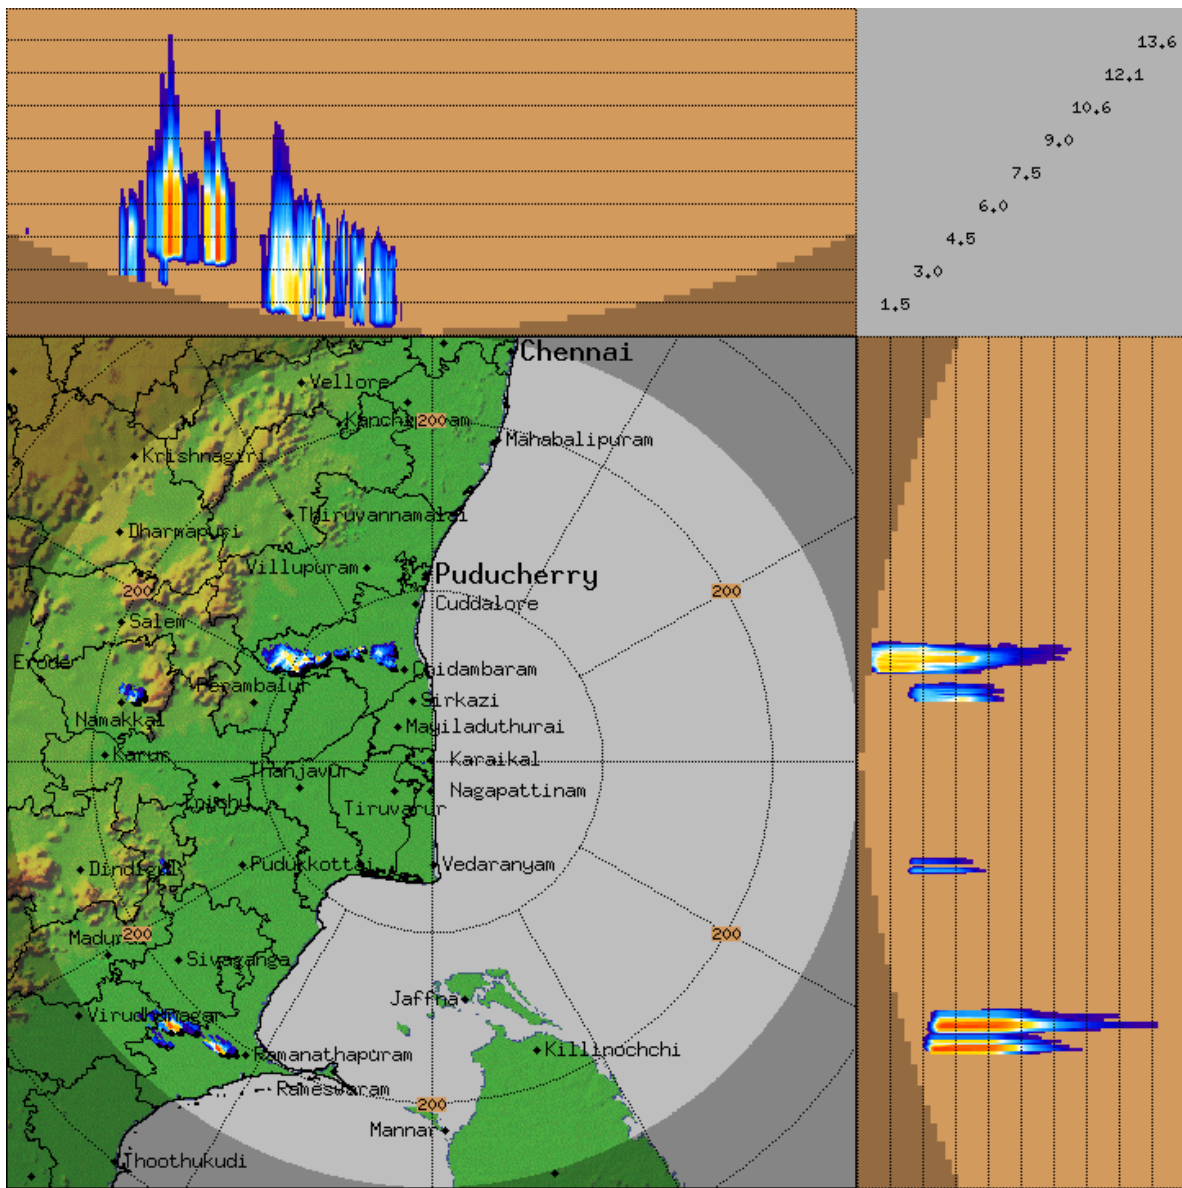 13.6
12.1
10.6
9.0
7.5
6.0
4.5
3.0
1.5
Chennai
Vellore
200
Mahabalipuram
Krishnagiri
Thiruvannamalai
Dharmapuri
Villupuram
Puducherry
200
200
Cuddalore
Salem
Erode
Chidambaram
Perambalur
Sirkazi
Namakkal
Mayiladuthurai
Karur
Karaikal
Thanjavur
Nagapattinam
Tiruvarur
Dindigul
Pudukkottai
Vedaranyam
200
200
Sivaganga
Jaffna
Virudhunagar
Ramanathapuram
Killinochchi
Rameswaram
200
Mannar
Thoothukudi